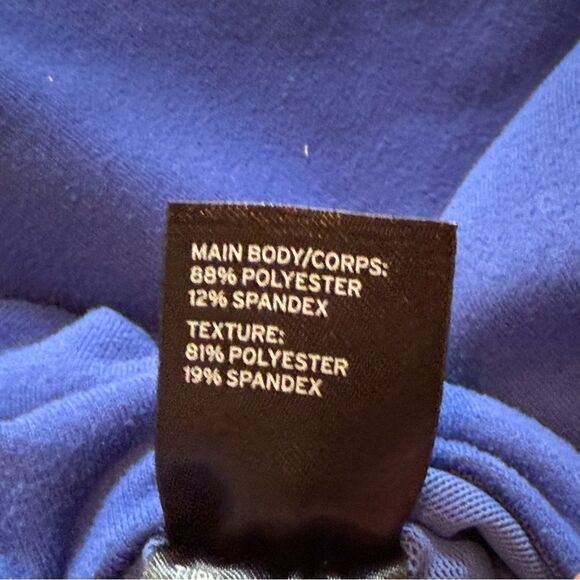 MAIN BODY/CORPS:
88% POLYESTER
12% SPANDEX
TEXTURE:
81% POLYESTER
19% SPANDEX